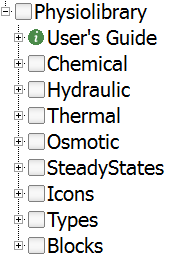 Physiolibrary
User's Guide
Chemical
Hydraulic
Thermal
Osmotic
SteadyStates
Icons
Types
Blocks